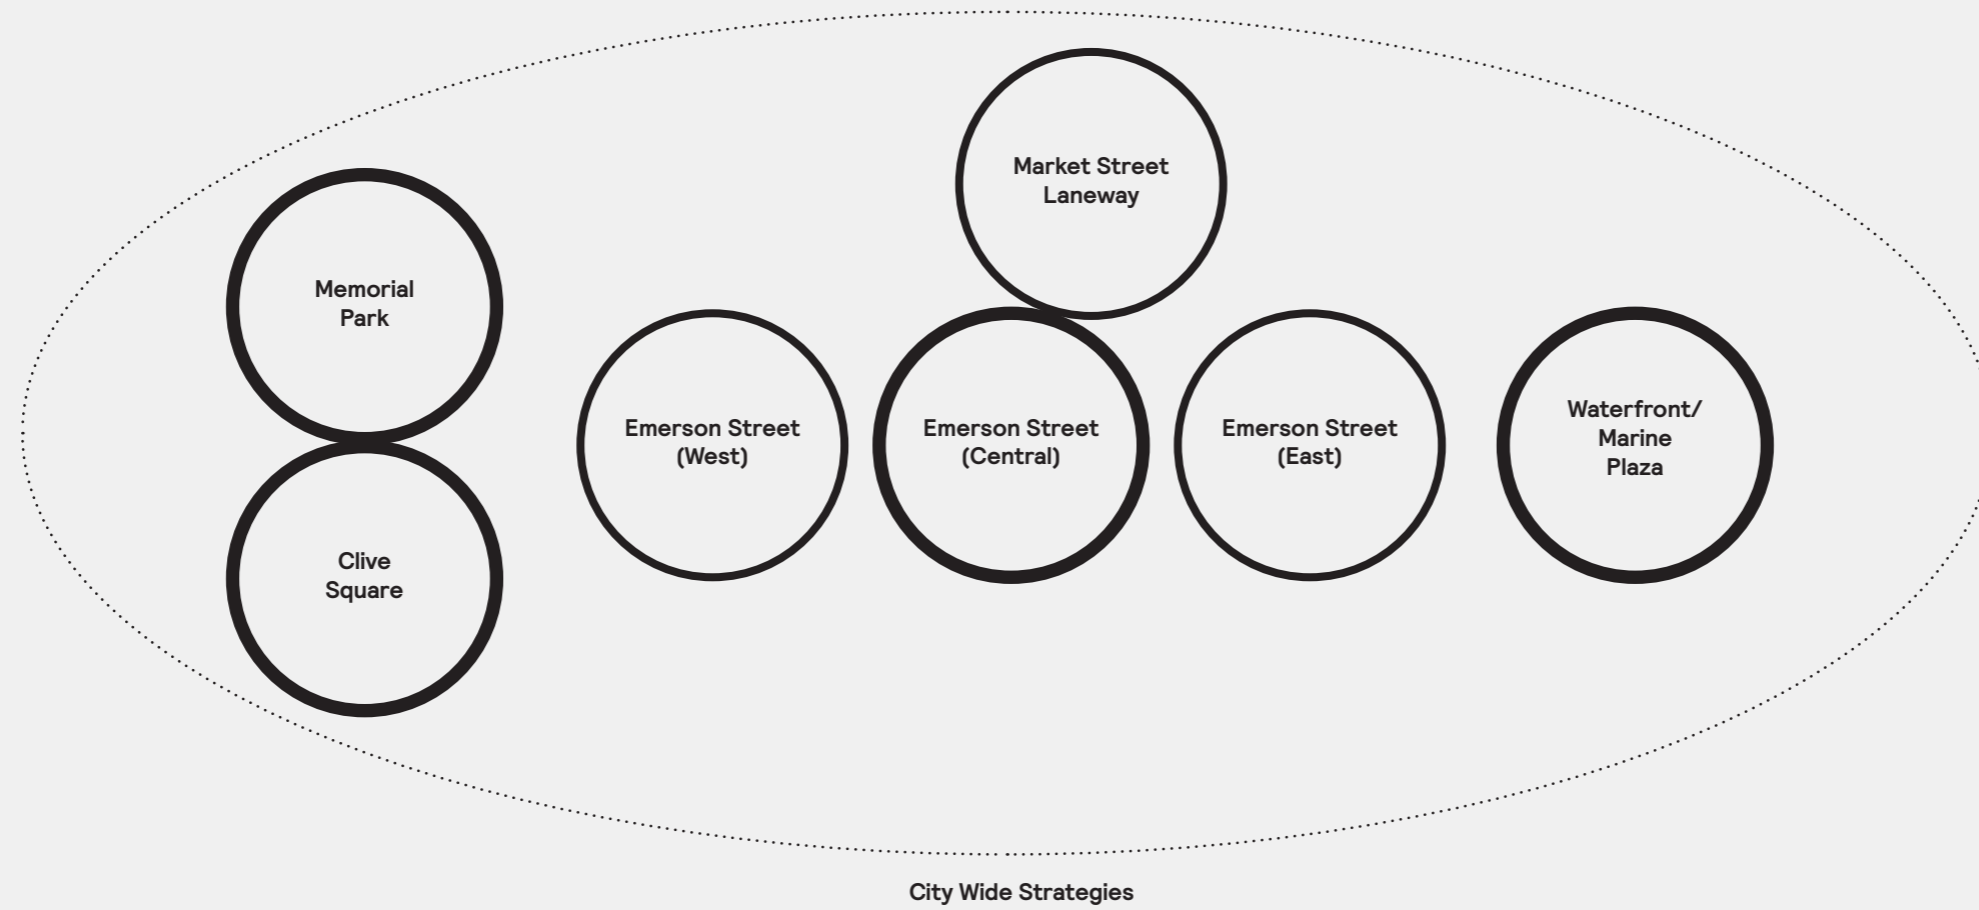 Market Street
Laneway
Memorial
Park
Emerson Street
(West)
Emerson Street
(Central)
Emerson Street
(East)
Waterfront/
Marine
Plaza
Clive
Square
City Wide Strategies